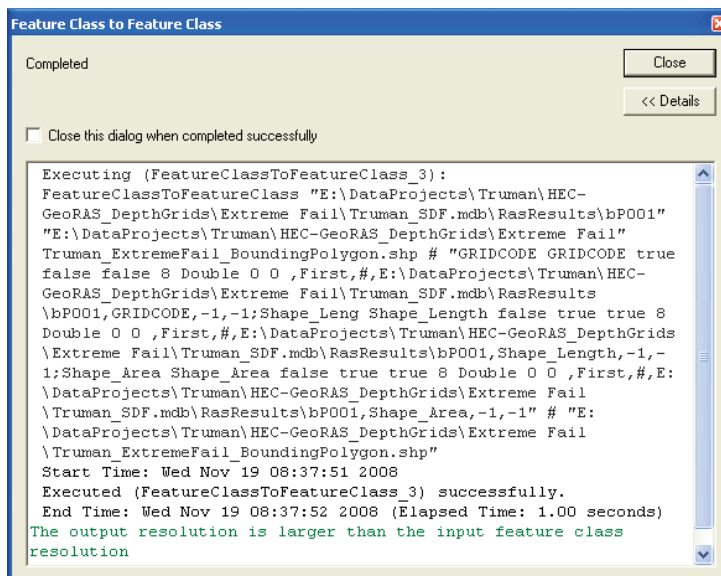 Feature Class to Feature Class
Completed
Close
<< Details
Close this dialog when completed successfully
Executing (FeatureClassToFeatureClass_3):
FeatureClassToFeatureClass "E:\DataProjects\Truman\HEC-
GeoRAS_DepthGrids\Extreme Fail\Truman_SDF.mdb\RasResults\bP001"
"E:\DataProjects\Truman\HEC-GeoRAS_DepthGrids\Extreme Fail"
Truman_ExtremeFail_BoundingPolygon.shp # "GRIDCODE GRIDCODE true
false false 8 Double 0 0 ,First,#,E:\DataProjects\Truman\HEC-
GeoRAS_DepthGrids\Extreme Fail\Truman_SDF.mdb\RasResults
\bP001,GRIDCODE,-1,-1;Shape_Leng Shape_Length false true true 8
Double 0 0 ,First,#,E:\DataProjects\Truman\HEC-GeoRAS_DepthGrids
\Extreme Fail\Truman_SDF.mdb\RasResults\bP001,Shape_Length,-1,-
1;Shape_Area Shape_Area false true true 8 Double 0 0 ,First,#,E:
\DataProjects\Truman\HEC-GeoRAS_DepthGrids\Extreme Fail
\Truman_SDF.mdb\RasResults\bP001,Shape_Area,-1,-1" # "E:
\DataProjects\Truman\HEC-GeoRAS_DepthGrids\Extreme Fail
\Truman_ExtremeFail_BoundingPolygon.shp"
Start Time: Wed Nov 19 08:37:51 2008
Executed (FeatureClassToFeatureClass_3) successfully.
End Time: Wed Nov 19 08:37:52 2008 (Elapsed Time: 1.00 seconds)
The output resolution is larger than the input feature class
resolution